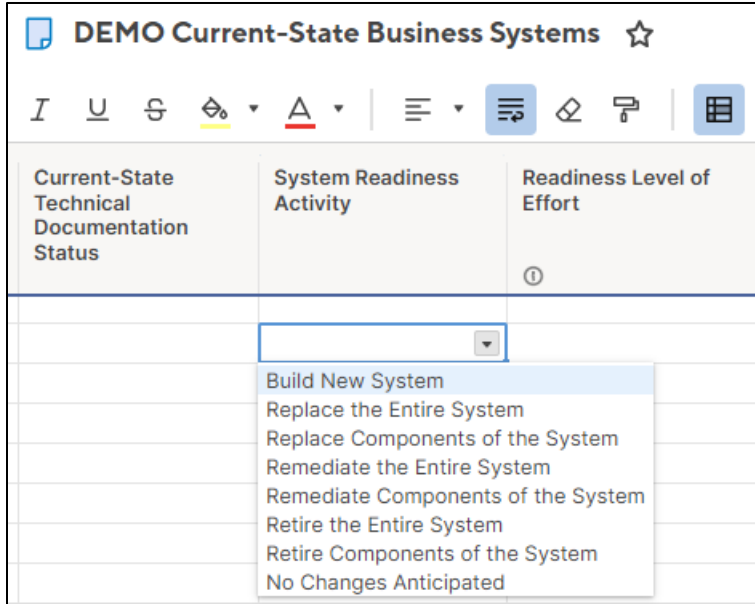 DEMO Current-State Business Systems
I U S A
Current-State
Technical
Documentation
Status
System Readiness
Activity
Readiness Level of
Effort
Build New System
Replace the Entire System
Replace Components of the System
Remediate the Entire System
Remediate Components of the System
Retire the Entire System
Retire Components of the System
No Changes Anticipated